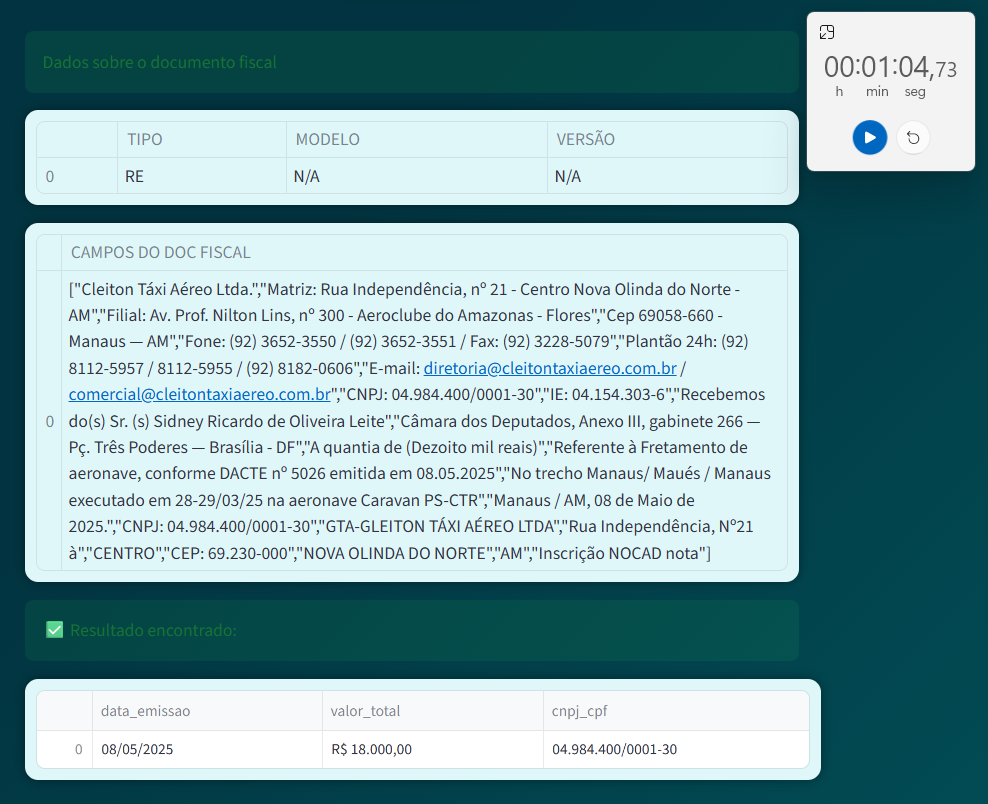 Dados sobre o documento fiscal
00:01:04,73
h min seg
TIPO MODELO VERSÃO
0 RE N/A N/A
CAMPOS DO DOC FISCAL
0
["Cleiton Táxi Aéreo Ltda.","Matriz: Rua Independência, nº 21 - Centro Nova Olinda do Norte -
AM","Filial: Av. Prof. Nilton Lins, nº 300 - Aeroclube do Amazonas - Flores","Cep 69058-660 -
Manaus — AM","Fone: (92) 3652-3550 / (92) 3652-3551 / Fax: (92) 3228-5079","Plantão 24h: (92)
8112-5957 / 8112-5955 / (92) 8182-0606","E-mail: diretoria@cleitontaxiaereo.com.br /
comercial@cleitontaxiaereo.com.br","CNPJ: 04.984.400/0001-30","IE: 04.154.303-6","Recebemos
do(s) Sr. (s) Sidney Ricardo de Oliveira Leite","Câmara dos Deputados, Anexo III, gabinete 266 —
Pç. Três Poderes — Brasília - DF","A quantia de (Dezoito mil reais)","Referente à Fretamento de
aeronave, conforme DACTE nº 5026 emitida em 08.05.2025","No trecho Manaus/ Maués / Manaus
executado em 28-29/03/25 na aeronave Caravan PS-CTR","Manaus / AM, 08 de Maio de
2025.","CNPJ: 04.984.400/0001-30","GTA-GLEITON TÁXI AÉREO LTDA","Rua Independência, Nº21
à","CENTRO","CEP: 69.230-000","NOVA OLINDA DO NORTE","AM","Inscrição NOCAD nota"]
✅ Resultado encontrado:
data_emissao valor_total cnpj_cpf
0 08/05/2025 R$ 18.000,00 04.984.400/0001-30